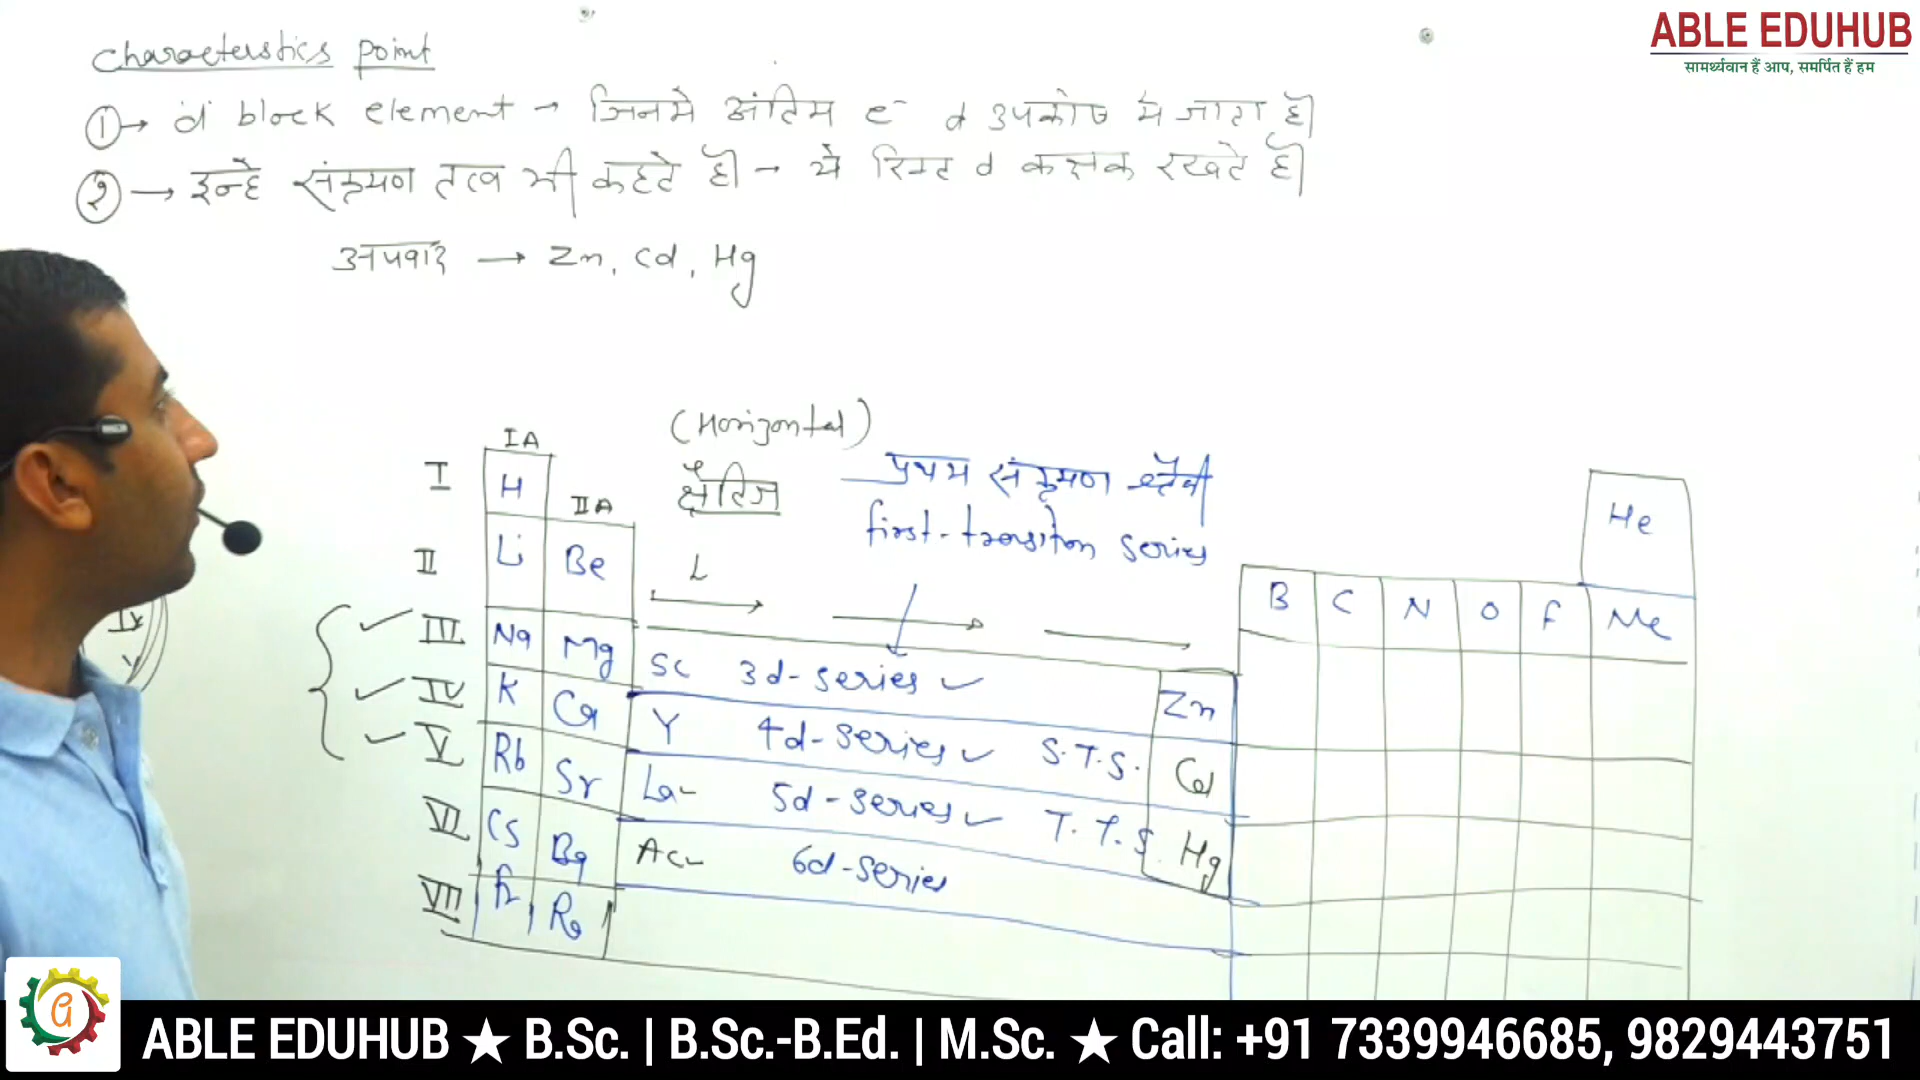 ABLE EDUHUB
सामर्थ्यवान हैं आप, समर्पित हैं हम
Characterstics point
① → d block element → जिनमे अंतिम e⁻ d उपकोष मे जाता है
② → इन्हे संक्रमण तत्व भी कहते है → ये रिक्त d कक्षक रखते है
अपवाद → Zn, Cd, Hg
(Horizontal)
क्षैतिज
प्रथम संक्रमण श्रेणी
first-transiton series
L
IA
IIA
I H He
II Li Be B C N O F Ne
III Na Mg Sc 3d-series ✓ Zn
IV K Ca Y 4d-series ✓ S.T.S. Cd
V Rb Sr La 5d-series ✓ T.T.S. Hg
VI Cs Ba Ac 6d-series
VII Fr Ra
ABLE EDUHUB ★ B.Sc. | B.Sc.-B.Ed. | M.Sc. ★ Call: +91 7339946685, 9829443751